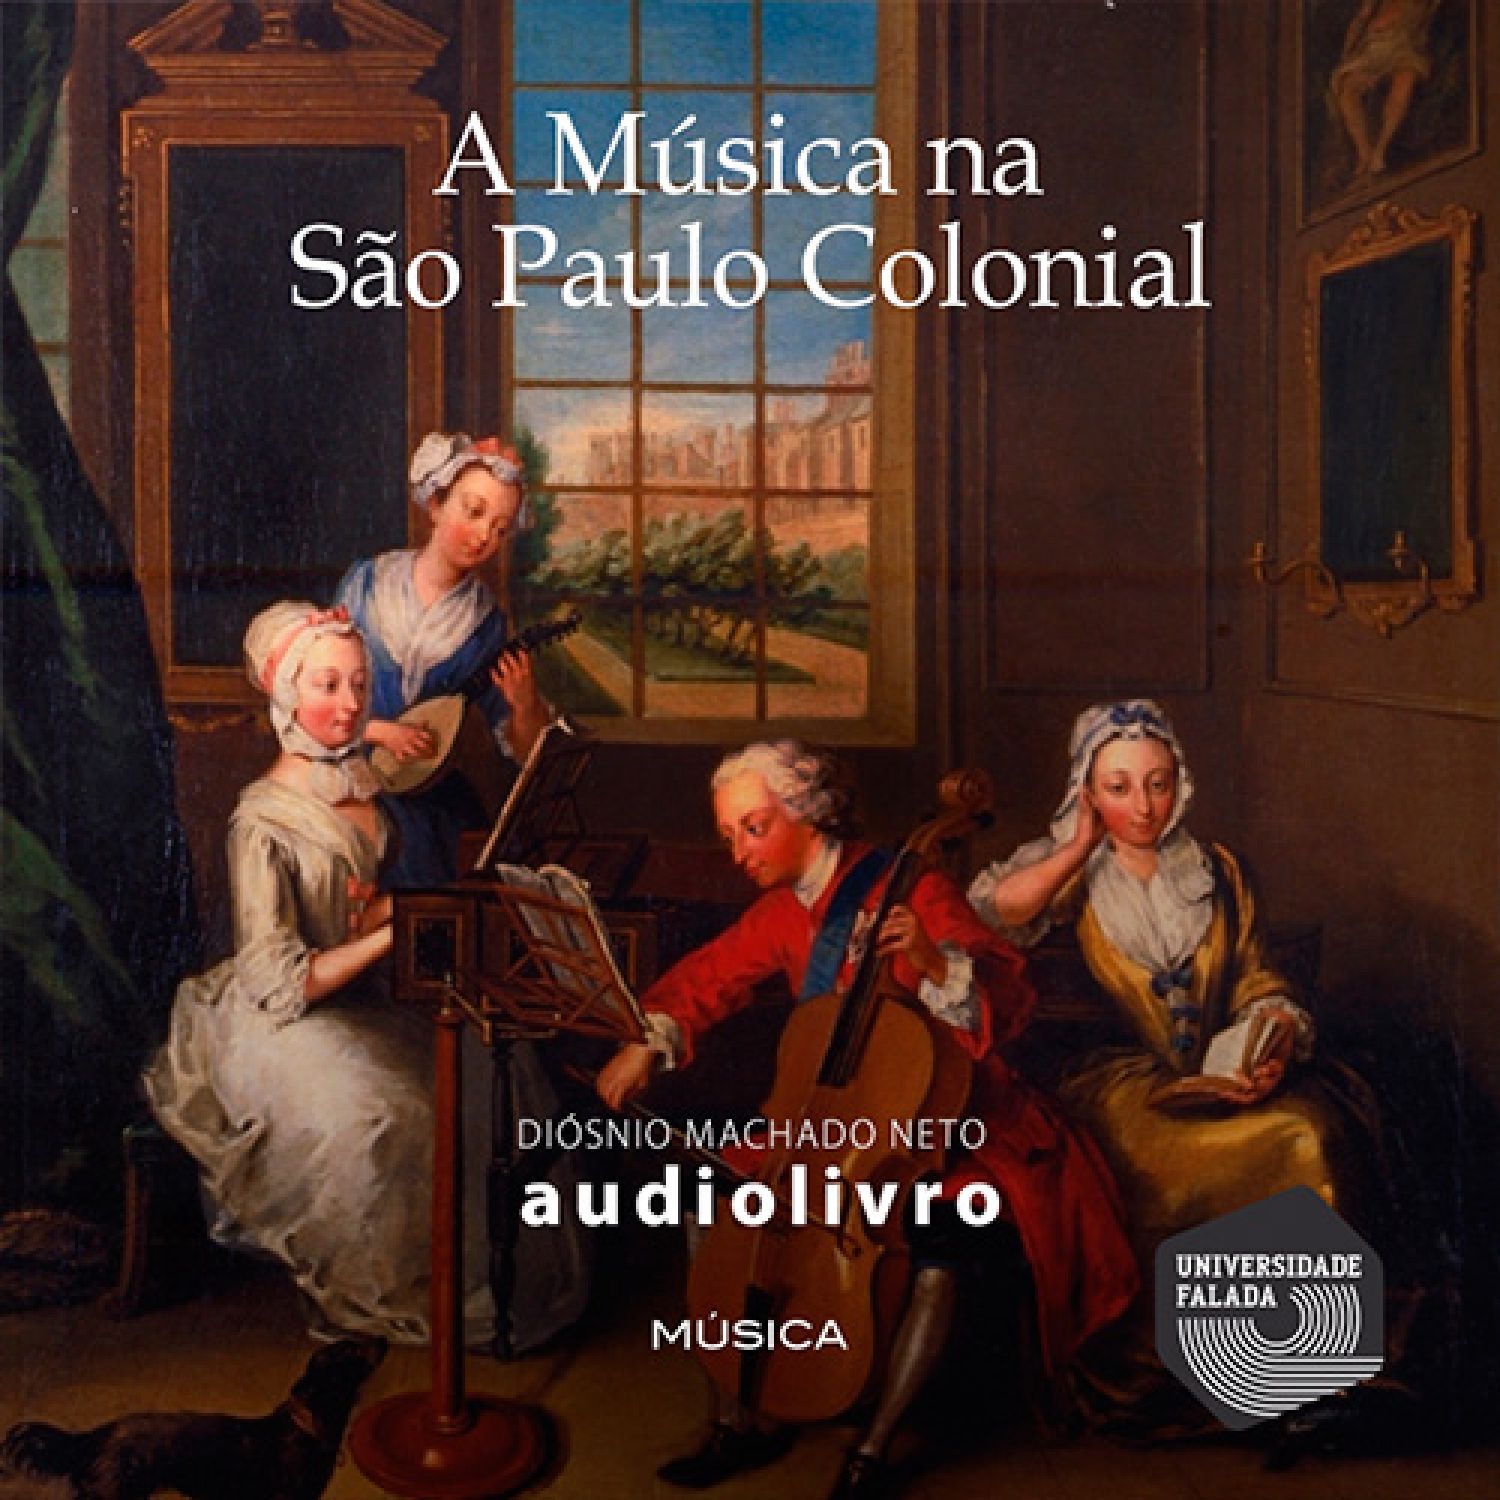 A Música na
São Paulo Colonial
DIÓSNIO MACHADO NETO
audiolivro
MÚSICA
UNIVERSIDADE
FALADA